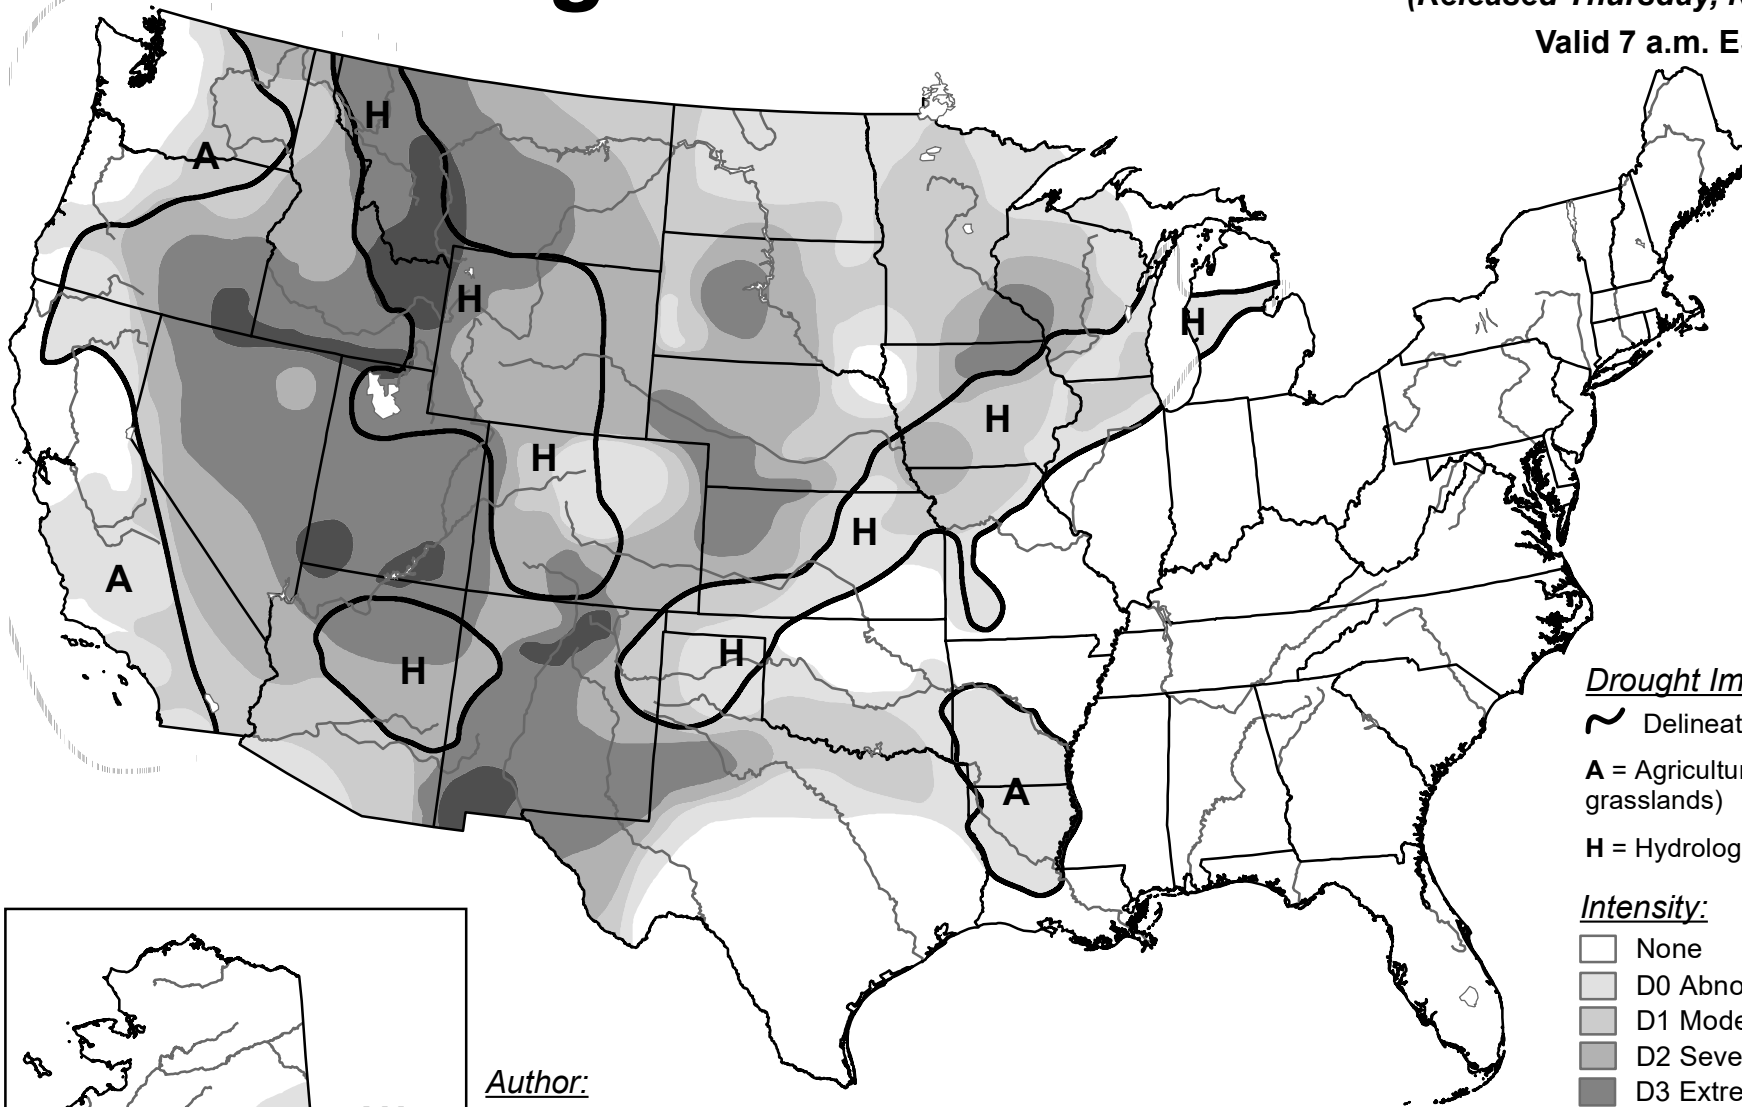 (Released Thursday,
Valid 7 a.m.
H
A
H
H
H
H
A
H
H
H
A
Drought
Delineat
A = Agricultur
grasslands)
H = Hydrolog
Intensity:
None
D0 Abno
D1 Mode
D2 Seve
D3 Extre
Author: